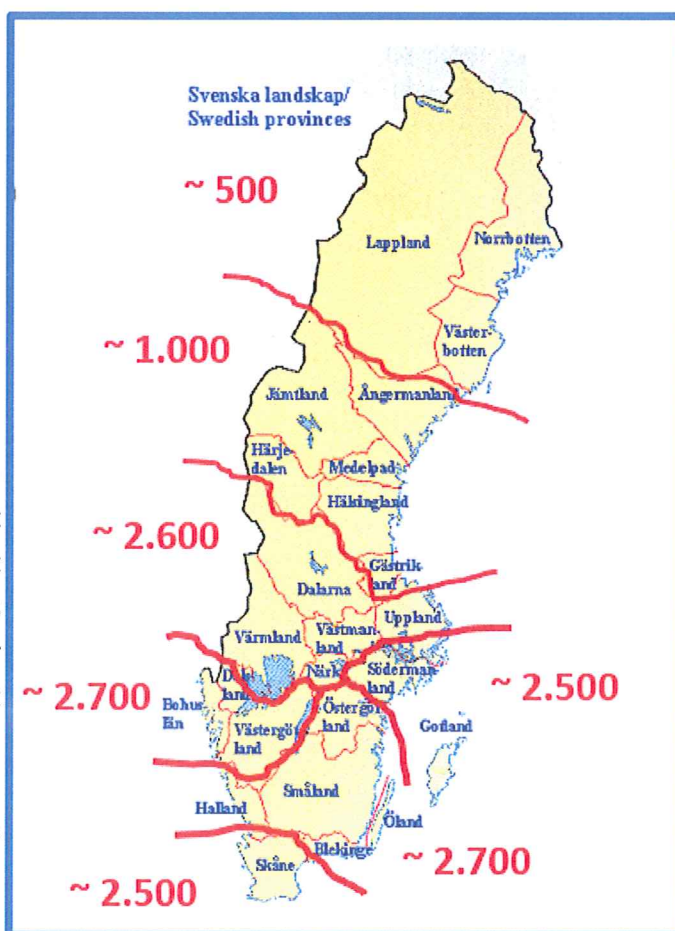 Svenska landskap/
Swedish provinces
~ 500
Lappland
Norrbotten
~ 1.000
Väster-
botten
Jämtland
Ångermanland
Härje-
dalen
Medelpad
Hälsingland
~ 2.600
Gästrik-
land
Dalarna
Uppland
Värmland
Västman-
land
Närk
Söderman-
land
~ 2.500
~ 2.700
land
Bohus
län
Östergöt
land
Gotland
Västergöt
land
Småland
Halland
Öland
Blekinge
~ 2.700
Skåne
~ 2.500